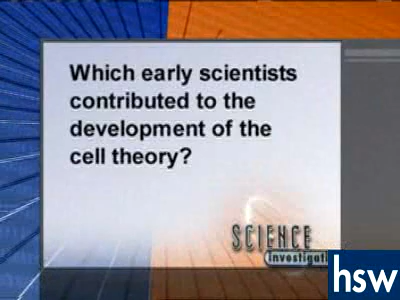 Which early scientists
contributed to the
development of the
cell theory?
SCIENCE
hsw